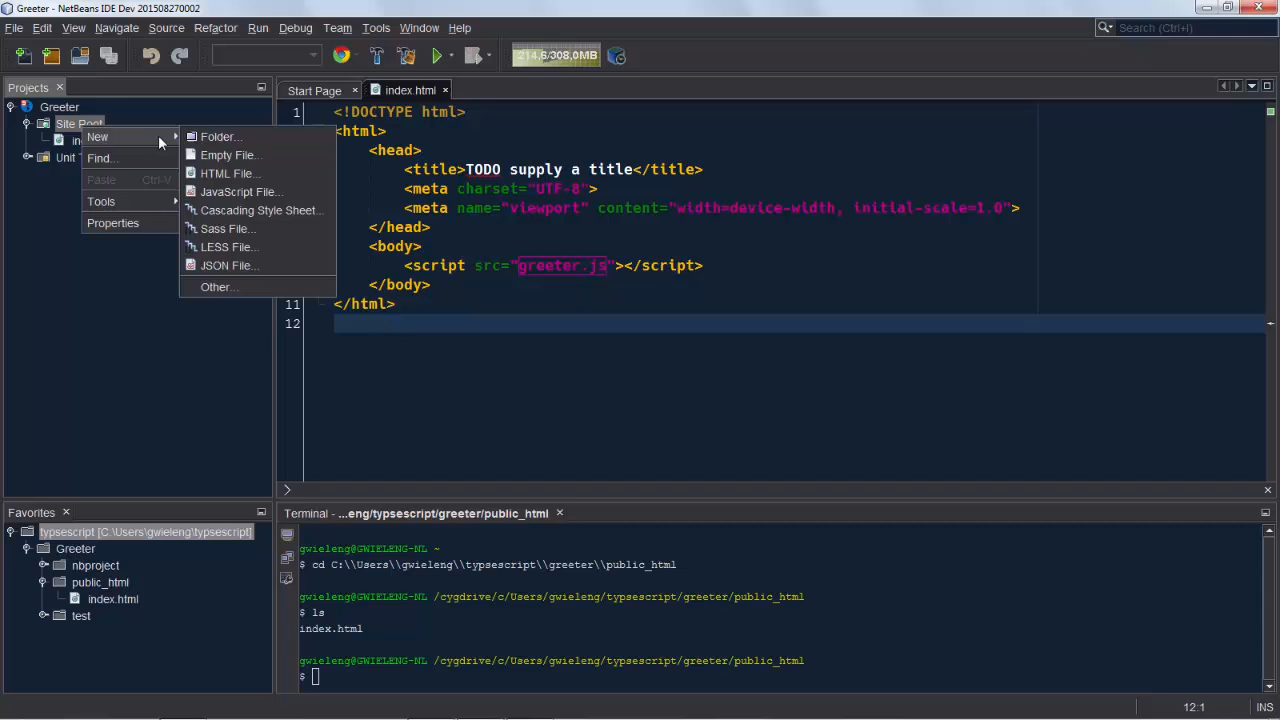 Greeter - NetBeans IDE Dev 201508270002
File Edit View Navigate Source Refactor Run Debug Team Tools Window Help
Search (Ctrl+I)
214,6/308,0MB
Projects
Greeter
Site Root
Unit
New
Find...
Paste Ctrl-V
Tools
Properties
Folder...
Empty File...
HTML File...
JavaScript File...
Cascading Style Sheet...
Sass File...
LESS File...
JSON File...
Other...
Start Page
index.html
1 <!DOCTYPE html>
<html>
<head>
<title>TODO supply a title</title>
<meta charset="UTF-8">
<meta name="viewport" content="width=device-width, initial-scale=1.0">
</head>
<body>
<script src="greeter.js"></script>
</body>
11 </html>
12
Favorites
typsescript [C:\Users\gwieleng\typsescript]
Greeter
nbproject
public_html
index.html
test
Terminal - ...eng/typsescript/greeter/public_html
gwieleng@GWIELENG-NL ~
$ cd C:\\Users\\gwieleng\\typsescript\\greeter\\public_html
gwieleng@GWIELENG-NL /cygdrive/c/Users/gwieleng/typsescript/greeter/public_html
$ ls
index.html
gwieleng@GWIELENG-NL /cygdrive/c/Users/gwieleng/typsescript/greeter/public_html
$
12:1 INS